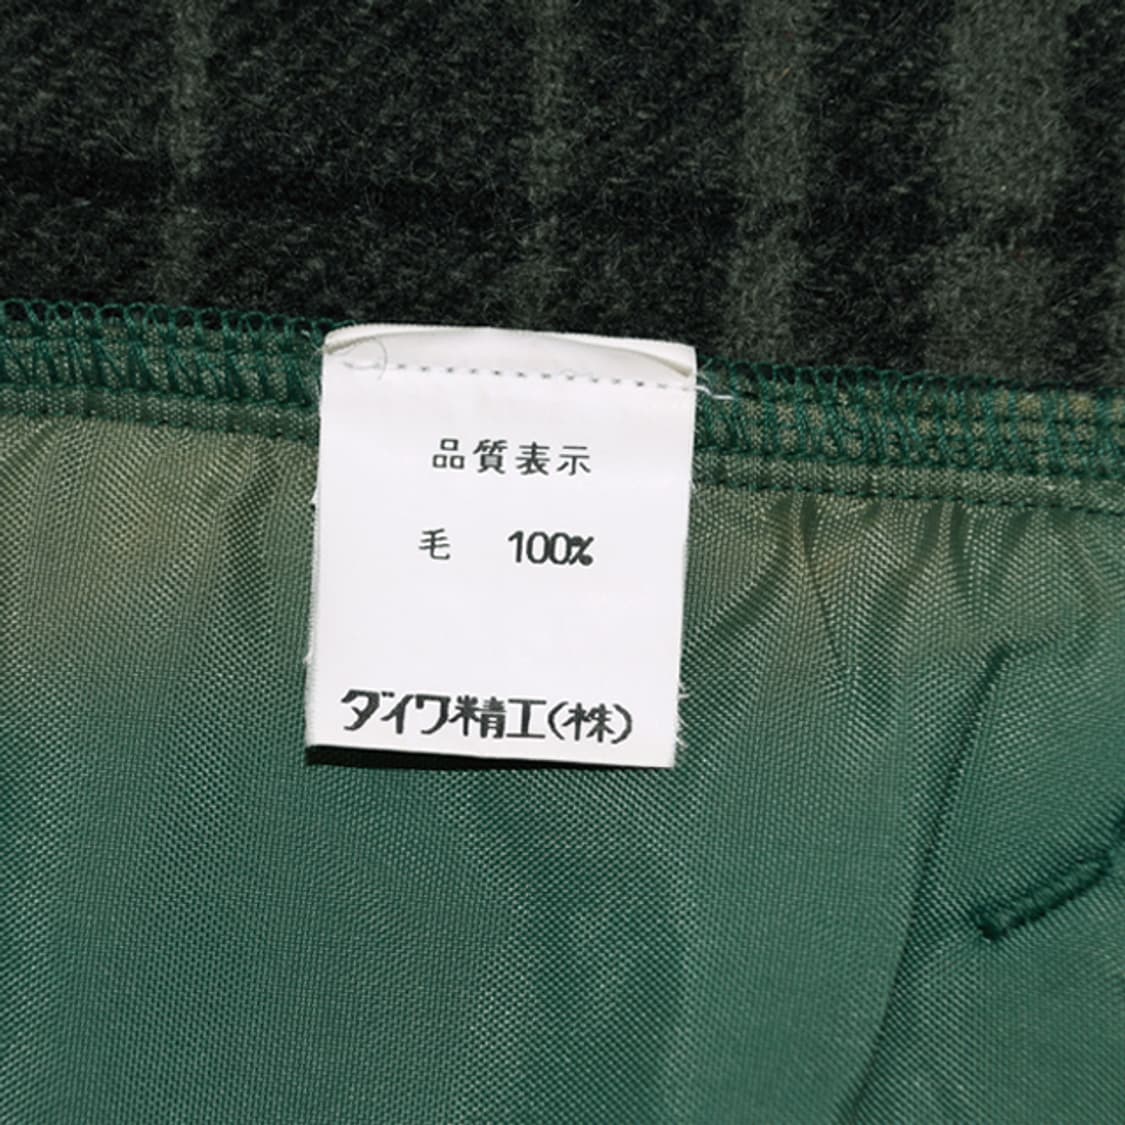 品質表示
毛 100%
ダイワ精工(株)